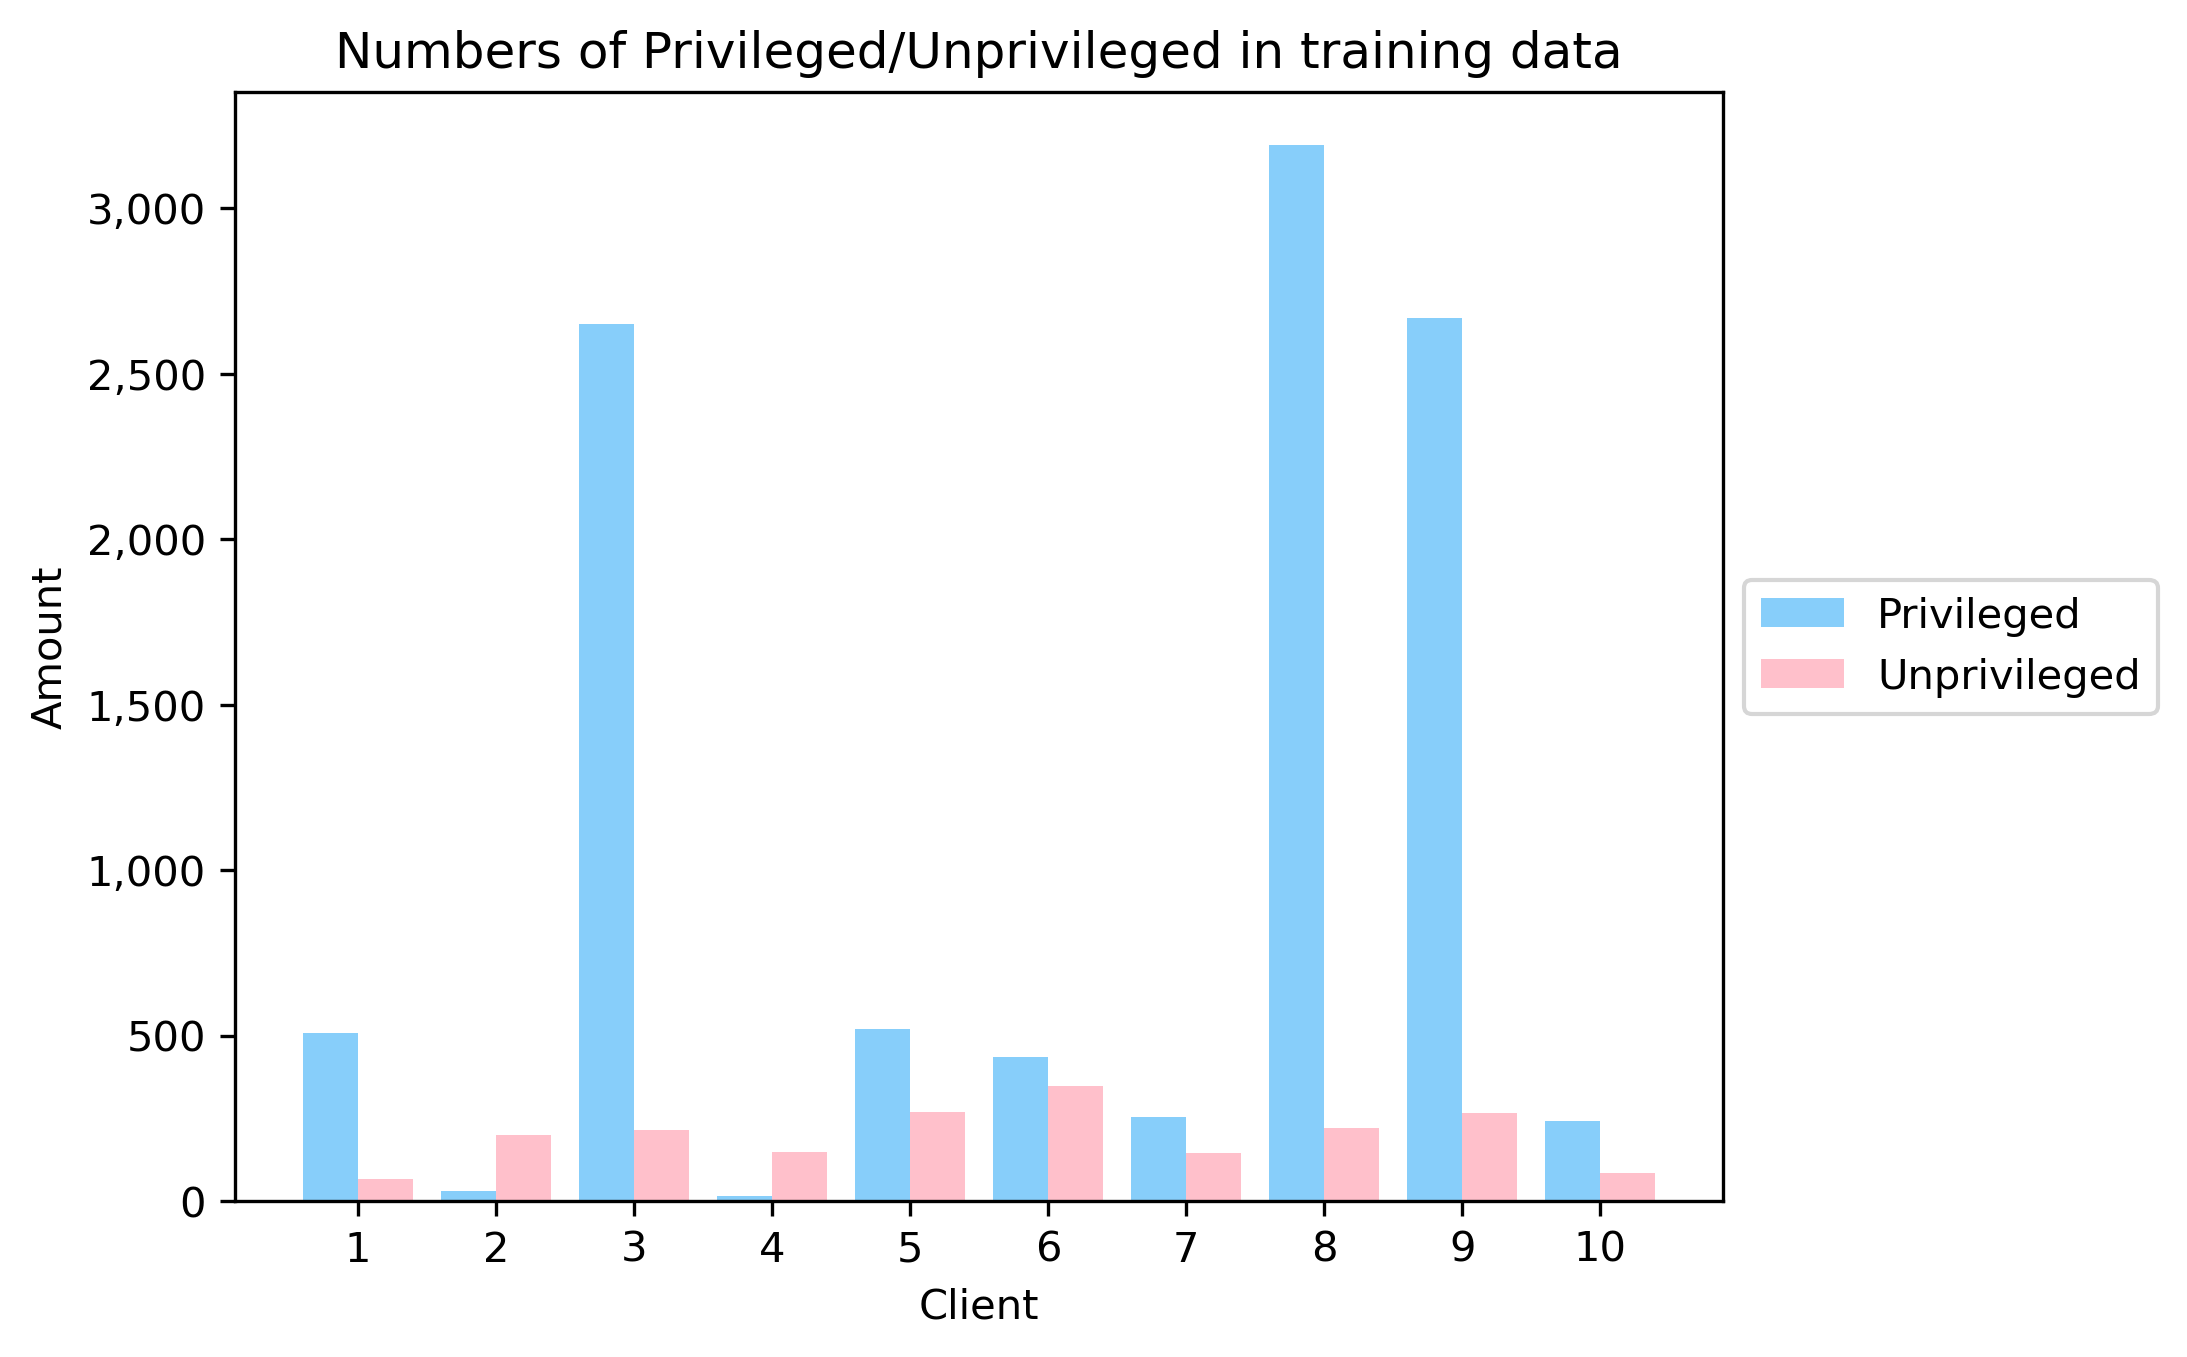 Numbers of Privileged/Unprivileged in training data
3,000
2,500
2,000
1,500
1,000
500
0
Amount
1 2 3 4 5 6 7 8 9 10
Client
Privileged
Unprivileged